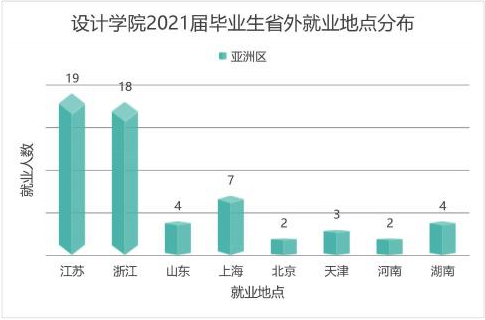 设计学院2021届毕业生省外就业地点分布
亚洲区
19
18
4
7
2
3
2
4
就业人数
江苏
浙江
山东
上海
北京
天津
河南
湖南
就业地点